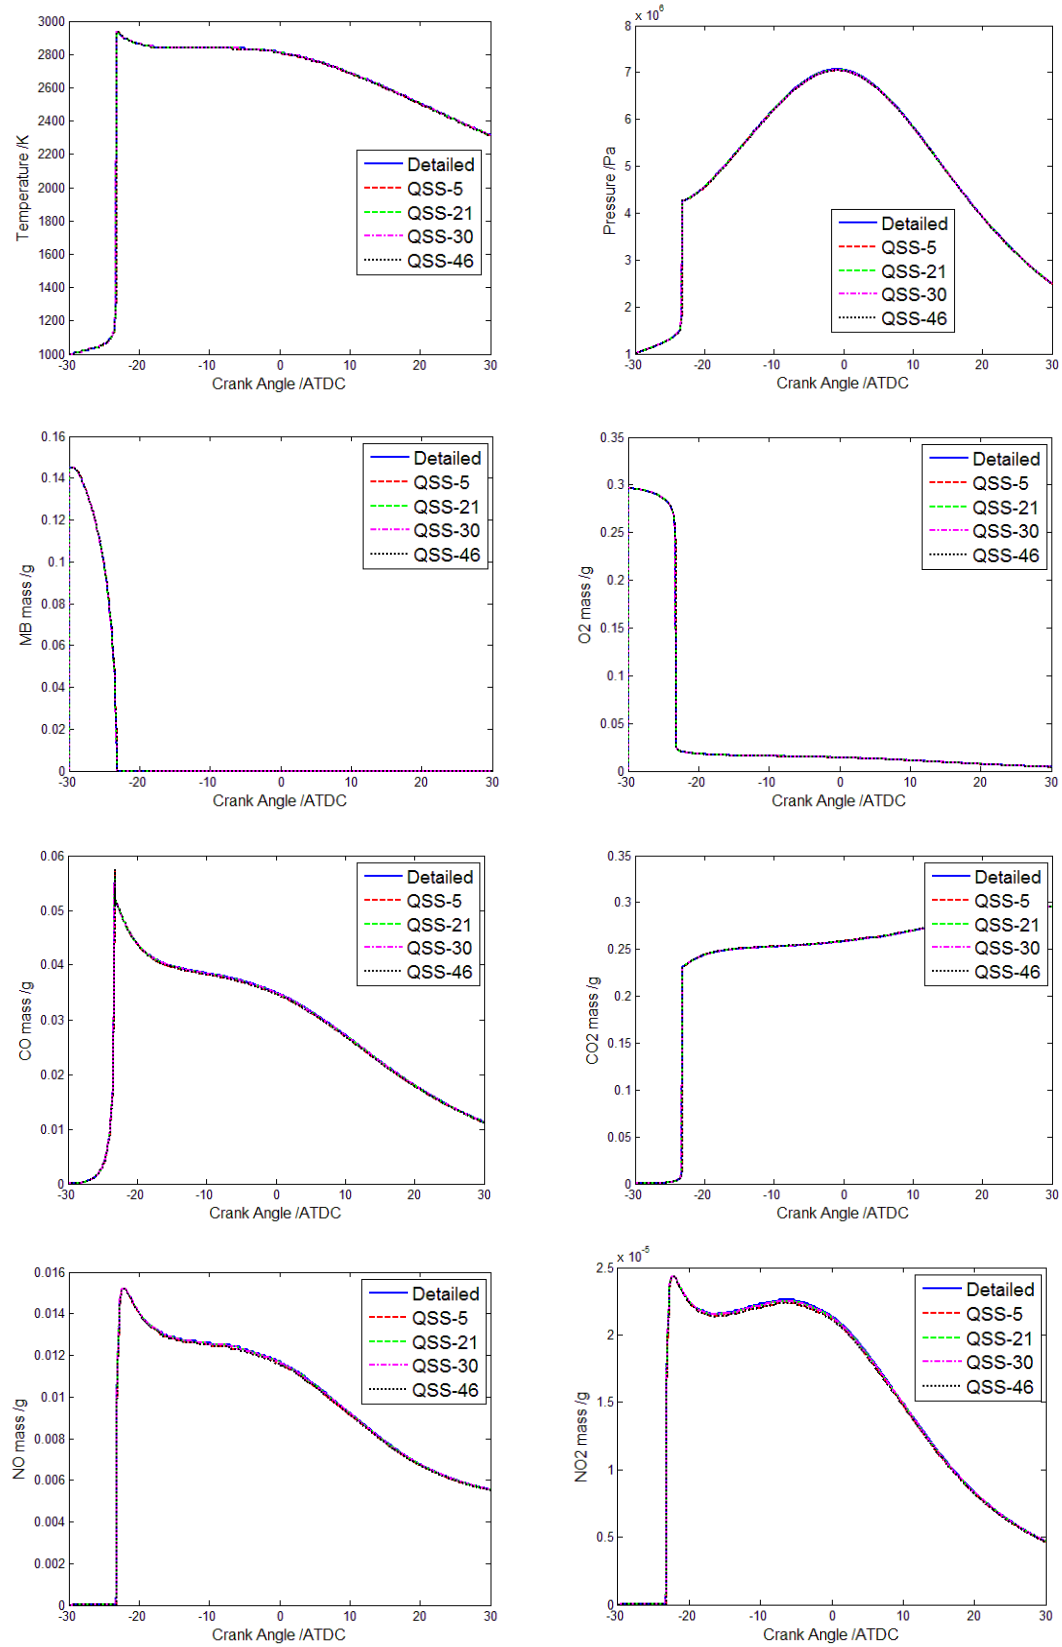 3000
2800
2600
2400
2200
2000
1800
1600
1400
1200
1000
Temperature /K
Detailed
QSS-5
QSS-21
QSS-30
QSS-46
-30 -20 -10 0 10 20 30
Crank Angle /ATDC
x 10^6
8
7
6
5
4
3
2
1
Pressure /Pa
Detailed
QSS-5
QSS-21
QSS-30
QSS-46
-30 -20 -10 0 10 20 30
Crank Angle /ATDC
0.16
0.14
0.12
0.1
0.08
0.06
0.04
0.02
0
MB mass /g
Detailed
QSS-5
QSS-21
QSS-30
QSS-46
-30 -20 -10 0 10 20 30
Crank Angle /ATDC
0.35
0.3
0.25
0.2
0.15
0.1
0.05
0
O2 mass /g
Detailed
QSS-5
QSS-21
QSS-30
QSS-46
-30 -20 -10 0 10 20 30
Crank Angle /ATDC
0.06
0.05
0.04
0.03
0.02
0.01
0
CO mass /g
Detailed
QSS-5
QSS-21
QSS-30
QSS-46
-30 -20 -10 0 10 20 30
Crank Angle /ATDC
0.35
0.3
0.25
0.2
0.15
0.1
0.05
0
CO2 mass /g
Detailed
QSS-5
QSS-21
QSS-30
QSS-46
-30 -20 -10 0 10 20 30
Crank Angle /ATDC
0.016
0.014
0.012
0.01
0.008
0.006
0.004
0.002
0
NO mass /g
Detailed
QSS-5
QSS-21
QSS-30
QSS-46
-30 -20 -10 0 10 20 30
Crank Angle /ATDC
x 10^-5
2.5
2
1.5
1
0.5
0
NO2 mass /g
Detailed
QSS-5
QSS-21
QSS-30
QSS-46
-30 -20 -10 0 10 20 30
Crank Angle /ATDC